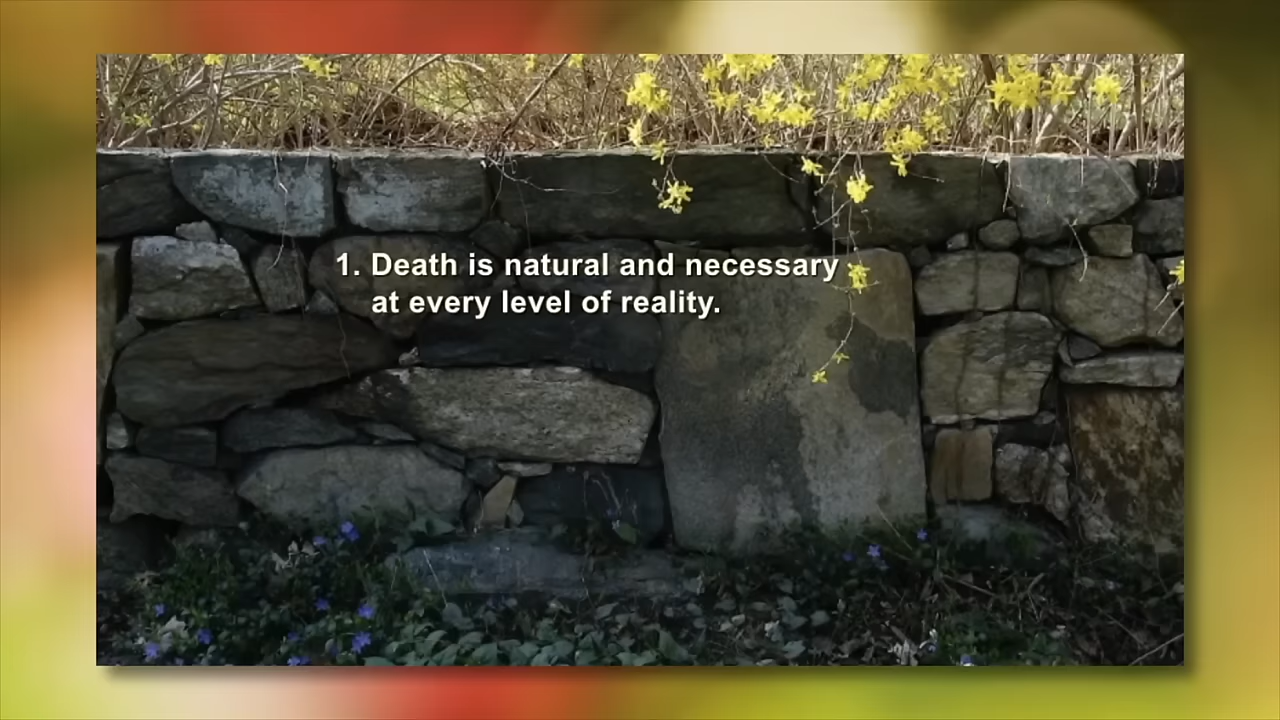 1. Death is natural and necessary
at every level of reality.